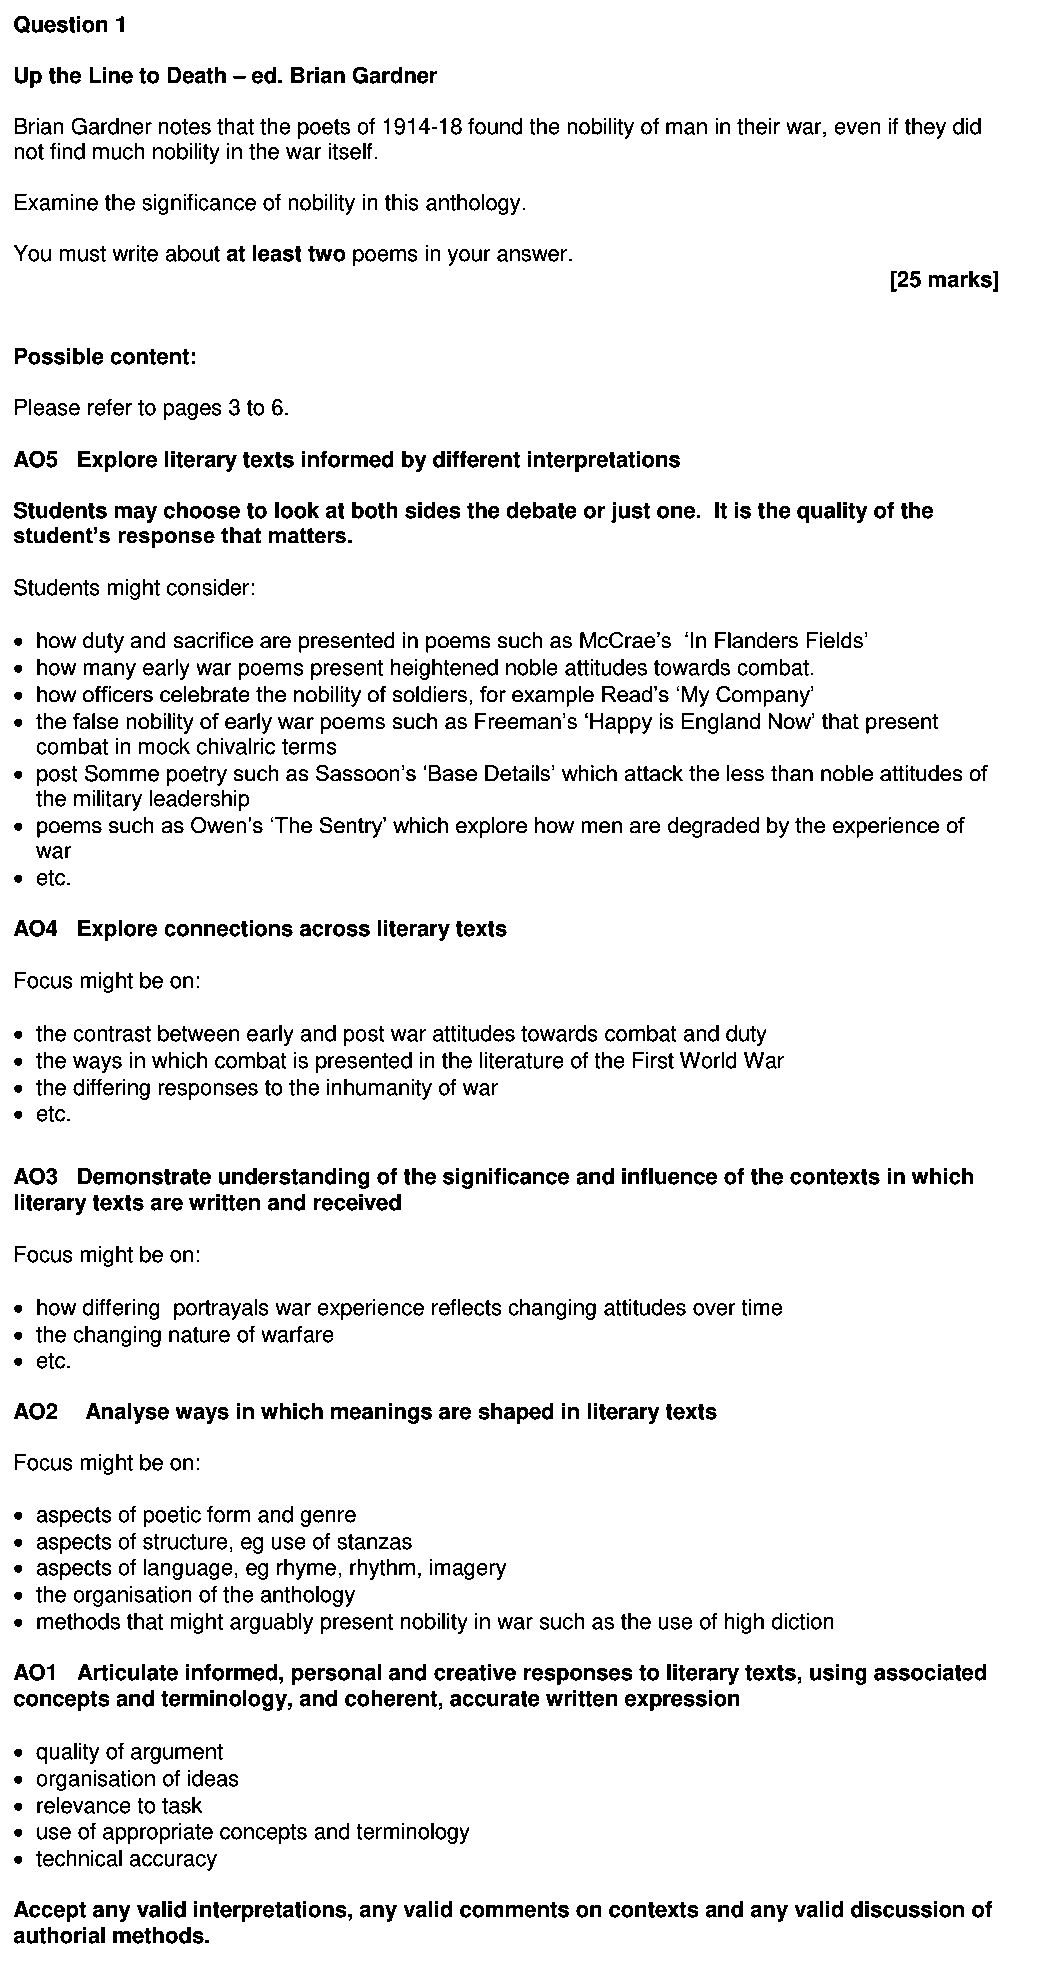 Question 1
Up the Line to Death – ed. Brian Gardner
Brian Gardner notes that the poets of 1914-18 found the nobility of man in their war, even if they did
not find much nobility in the war itself.
Examine the significance of nobility in this anthology.
You must write about at least two poems in your answer.
[25 marks]
Possible content:
Please refer to pages 3 to 6.
AO5 Explore literary texts informed by different interpretations
Students may choose to look at both sides the debate or just one. It is the quality of the
student’s response that matters.
Students might consider:
• how duty and sacrifice are presented in poems such as McCrae’s ‘In Flanders Fields’
• how many early war poems present heightened noble attitudes towards combat.
• how officers celebrate the nobility of soldiers, for example Read’s ‘My Company’
• the false nobility of early war poems such as Freeman’s ‘Happy is England Now’ that present
combat in mock chivalric terms
• post Somme poetry such as Sassoon’s ‘Base Details’ which attack the less than noble attitudes of
the military leadership
• poems such as Owen’s ‘The Sentry’ which explore how men are degraded by the experience of
war
• etc.
AO4 Explore connections across literary texts
Focus might be on:
• the contrast between early and post war attitudes towards combat and duty
• the ways in which combat is presented in the literature of the First World War
• the differing responses to the inhumanity of war
• etc.
AO3 Demonstrate understanding of the significance and influence of the contexts in which
literary texts are written and received
Focus might be on:
• how differing portrayals war experience reflects changing attitudes over time
• the changing nature of warfare
• etc.
AO2 Analyse ways in which meanings are shaped in literary texts
Focus might be on:
• aspects of poetic form and genre
• aspects of structure, eg use of stanzas
• aspects of language, eg rhyme, rhythm, imagery
• the organisation of the anthology
• methods that might arguably present nobility in war such as the use of high diction
AO1 Articulate informed, personal and creative responses to literary texts, using associated
concepts and terminology, and coherent, accurate written expression
• quality of argument
• organisation of ideas
• relevance to task
• use of appropriate concepts and terminology
• technical accuracy
Accept any valid interpretations, any valid comments on contexts and any valid discussion of
authorial methods.